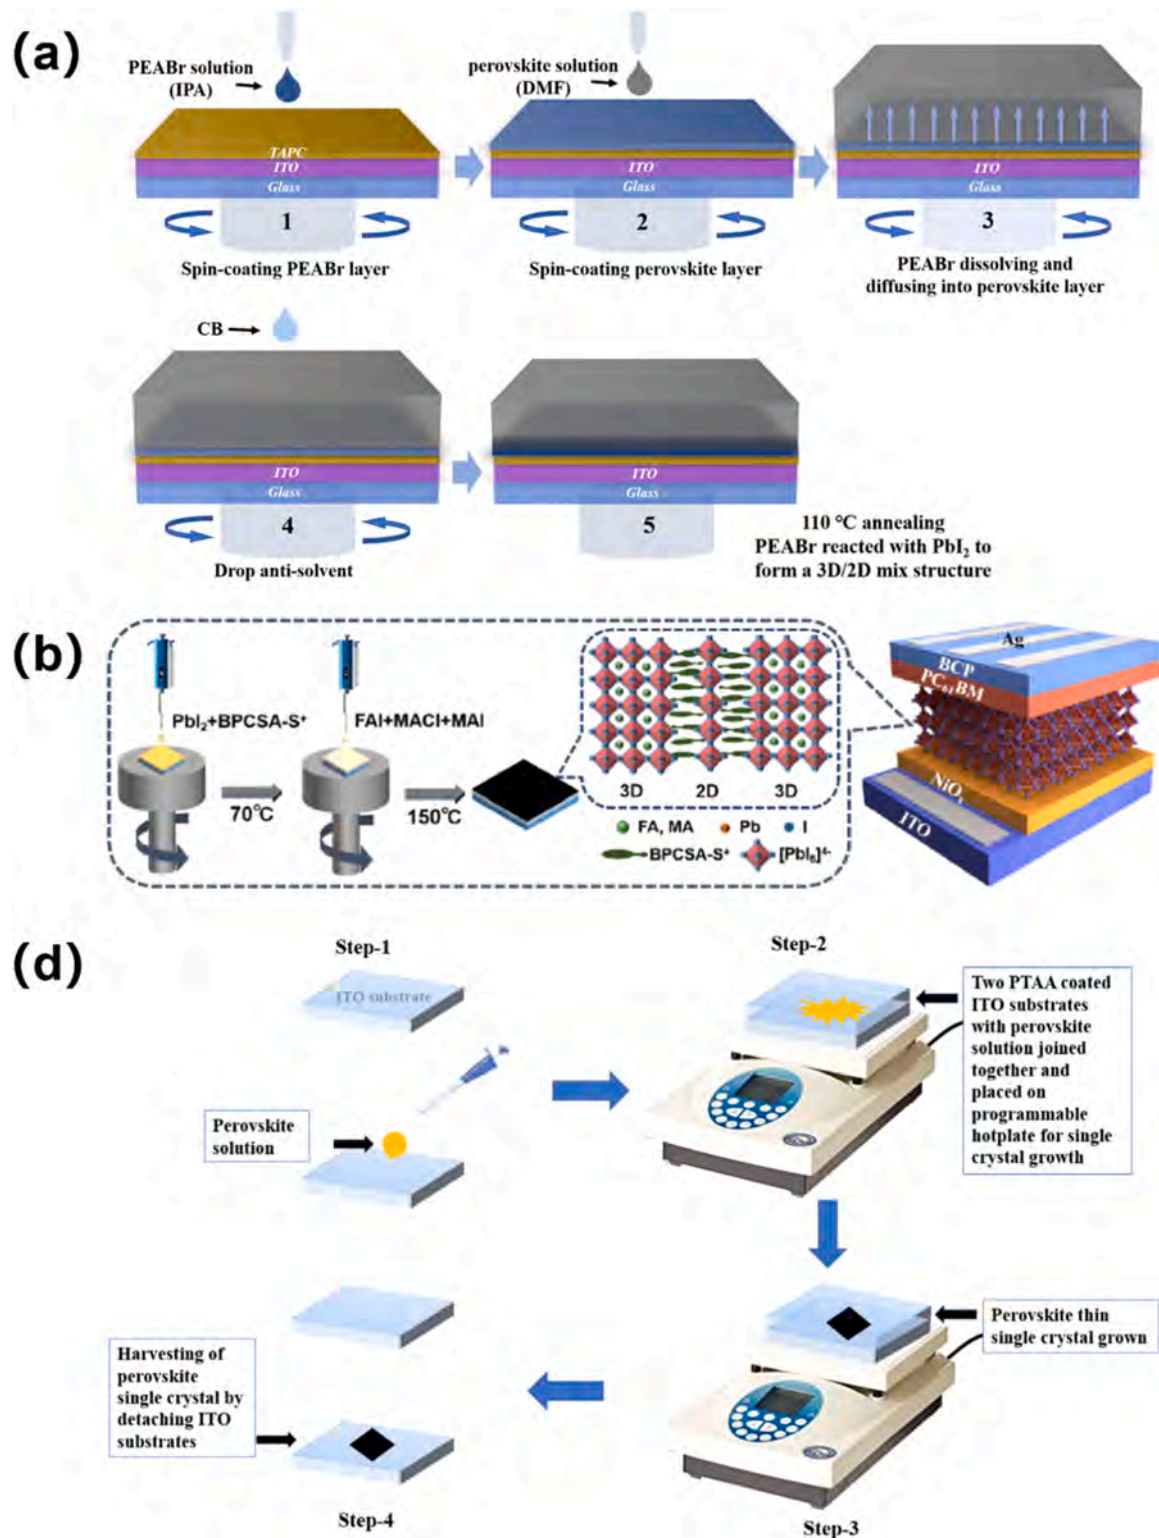 (a)
PEABr solution
(IPA)
perovskite solution
(DMF)
TAPC
ITO
Glass
ITO
Glass
ITO
Glass
1
2
3
Spin-coating PEABr layer
Spin-coating perovskite layer
PEABr dissolving and
diffusing into perovskite layer
CB
ITO
Glass
ITO
Glass
4
5
Drop anti-solvent
110 °C annealing
PEABr reacted with PbI₂ to
form a 3D/2D mix structure
(b)
PbI₂+BPCSA-S⁺
FAI+MACl+MAI
70℃
150℃
3D 2D 3D
FA, MA Pb I
BPCSA-S⁺ [PbI₆]⁴⁻
Ag
BCP
PC₆₁BM
NiOₓ
ITO
(d)
Step-1
ITO substrate
Perovskite
solution
Step-2
Two PTAA coated
ITO substrates
with perovskite
solution joined
together and
placed on
programmable
hotplate for single
crystal growth
Perovskite thin
single crystal grown
Step-3
Harvesting of
perovskite
single crystal by
detaching ITO
substrates
Step-4